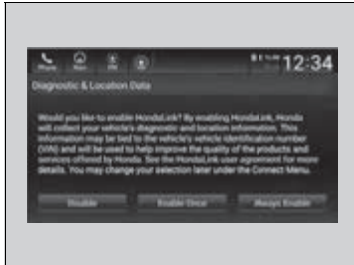 Phone
12:34
Diagnostic & Location Data
Would you like to enable HondaLink? By enabling HondaLink, Honda
will collect your vehicle's diagnostic and location information. This
information may be tied to the vehicle's vehicle identification number
(VIN) and will be used to help improve the quality of the products and
services offered by Honda. See the HondaLink user agreement for more
details. You may change your selection later under the Connect Menu.
Disable
Enable Once
Always Enable